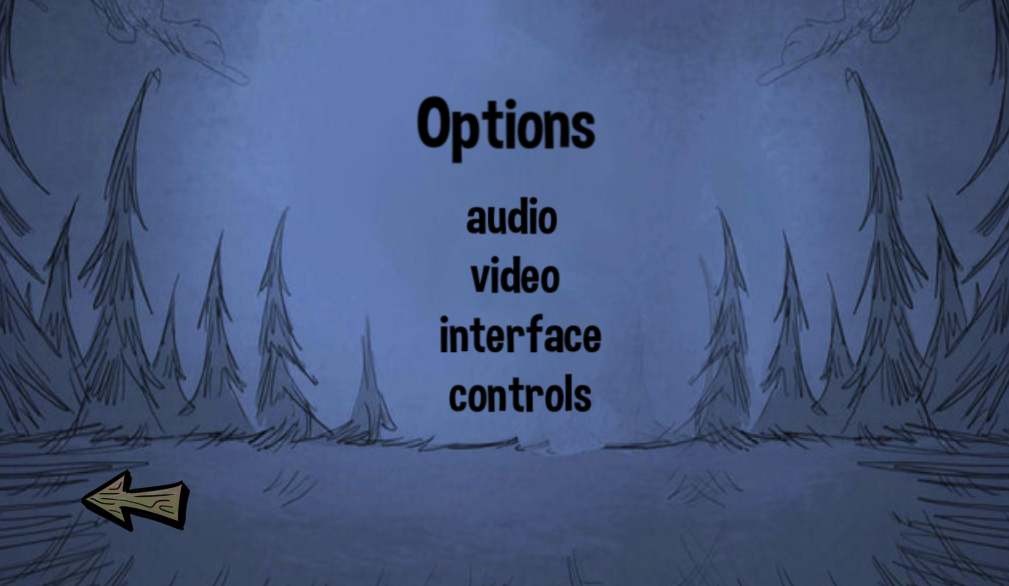 Options
audio
video
interface
controls